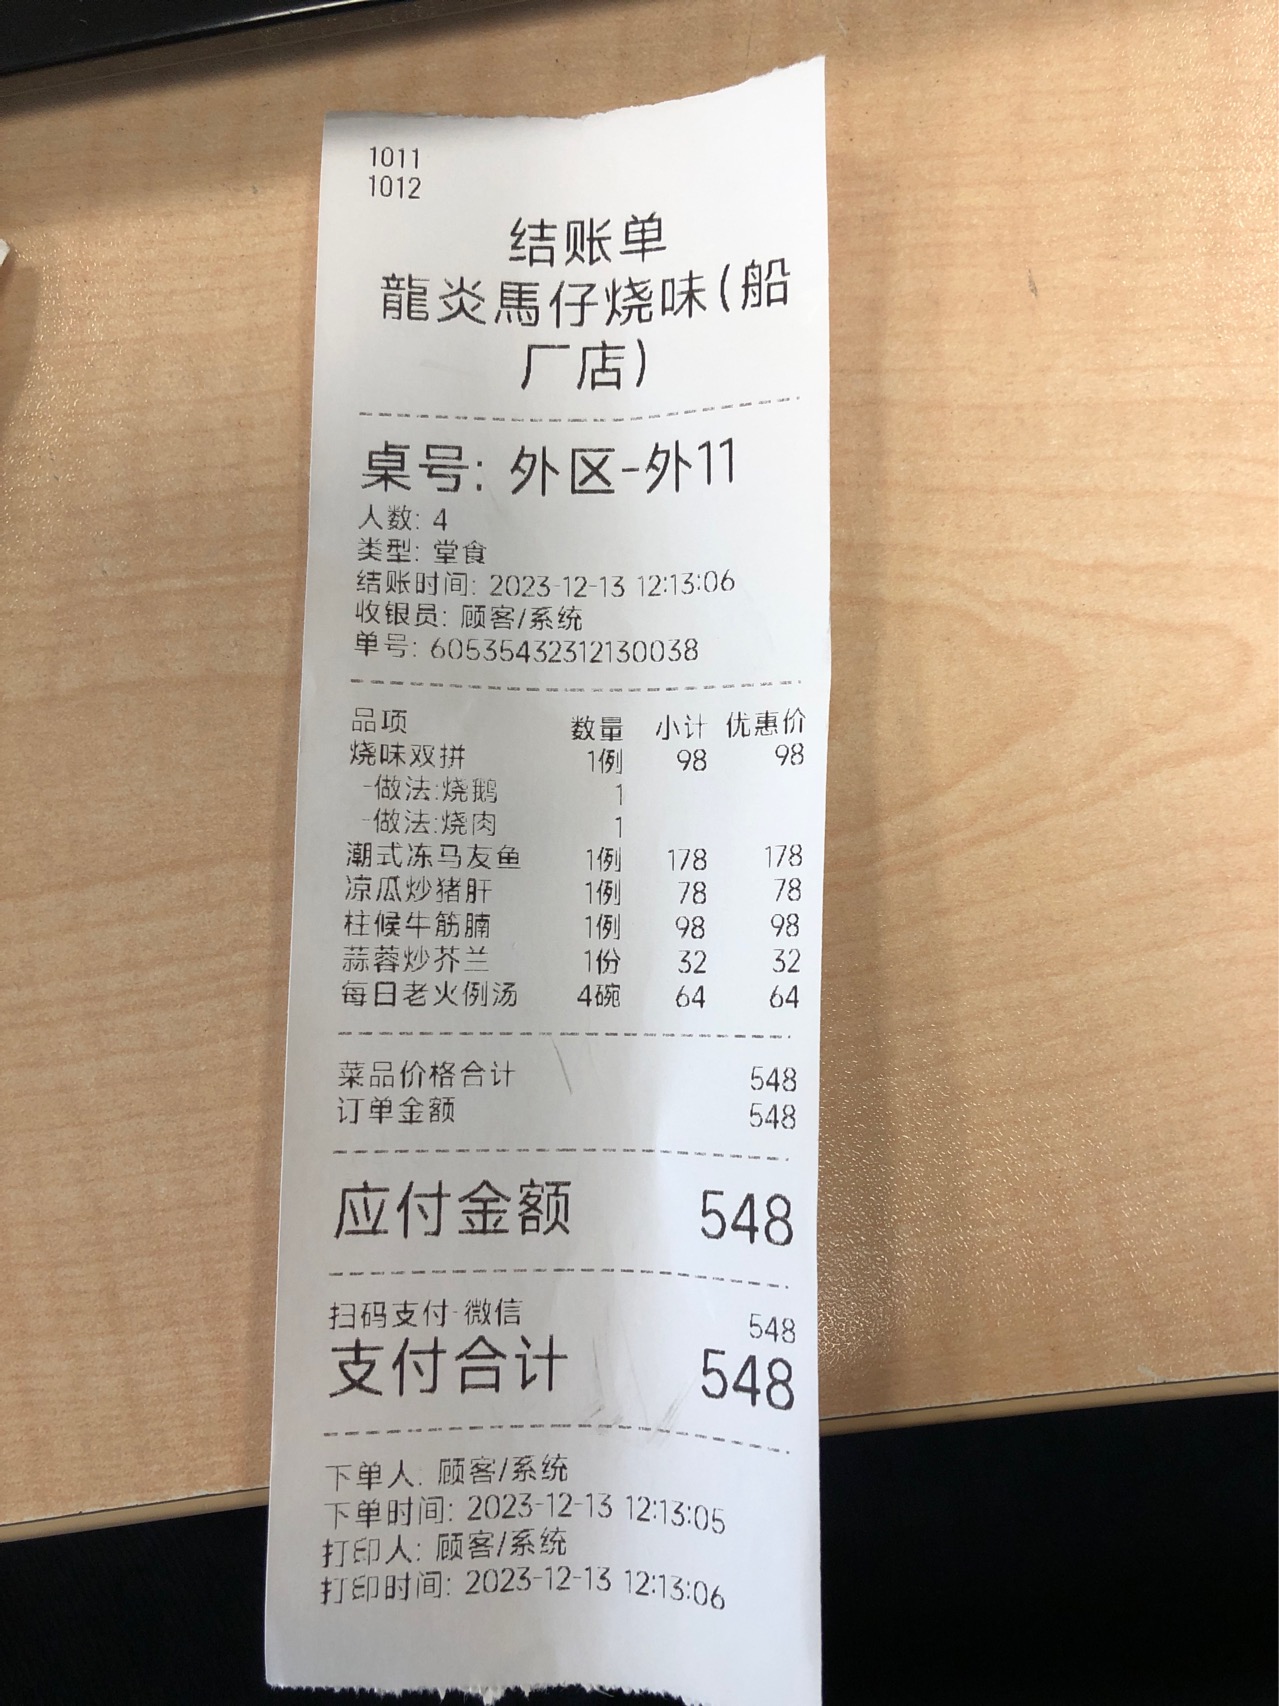 1011
1012
结账单
龍炎馬仔烧味(船
厂店)
桌号: 外区-外11
人数: 4
类型: 堂食
结账时间: 2023-12-13 12:13:06
收银员: 顾客/系统
单号: 605354323121300​38
品项 数量 小计 优惠价
烧味双拼 1例 98 98
-做法:烧鹅 1
-做法:烧肉 1
潮式冻马友鱼 1例 178 178
凉瓜炒猪肝 1例 78 78
柱候牛筋腩 1例 98 98
蒜蓉炒芥兰 1份 32 32
每日老火例汤 4碗 64 64
菜品价格合计 548
订单金额 548
应付金额 548
扫码支付-微信 548
支付合计 548
下单人: 顾客/系统
下单时间: 2023-12-13 12:13:05
打印人: 顾客/系统
打印时间: 2023-12-13 12:13:06